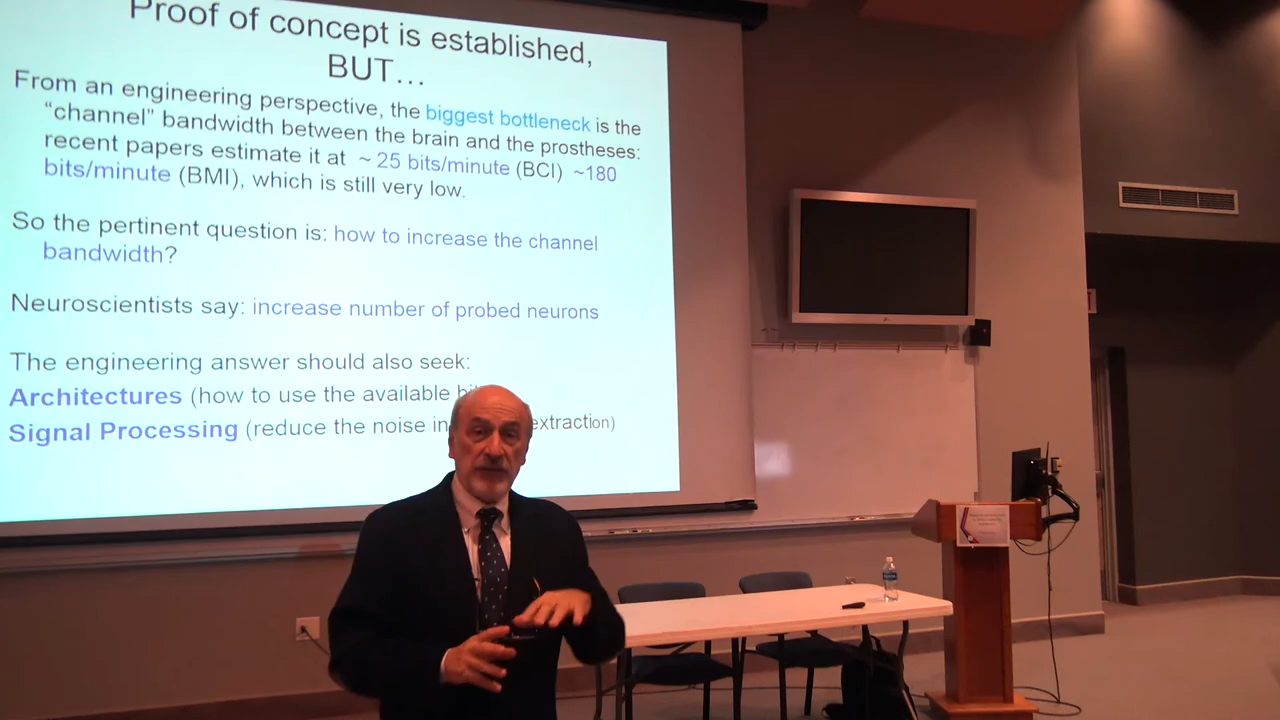 Proof of concept is established,
BUT…
From an engineering perspective, the biggest bottleneck is the
“channel” bandwidth between the brain and the prostheses:
recent papers estimate it at ~ 25 bits/minute (BCI) ~180
bits/minute (BMI), which is still very low.
So the pertinent question is: how to increase the channel
bandwidth?
Neuroscientists say: increase number of probed neurons
The engineering answer should also seek:
Architectures (how to use the available
Signal Processing (reduce the noise in extraction)